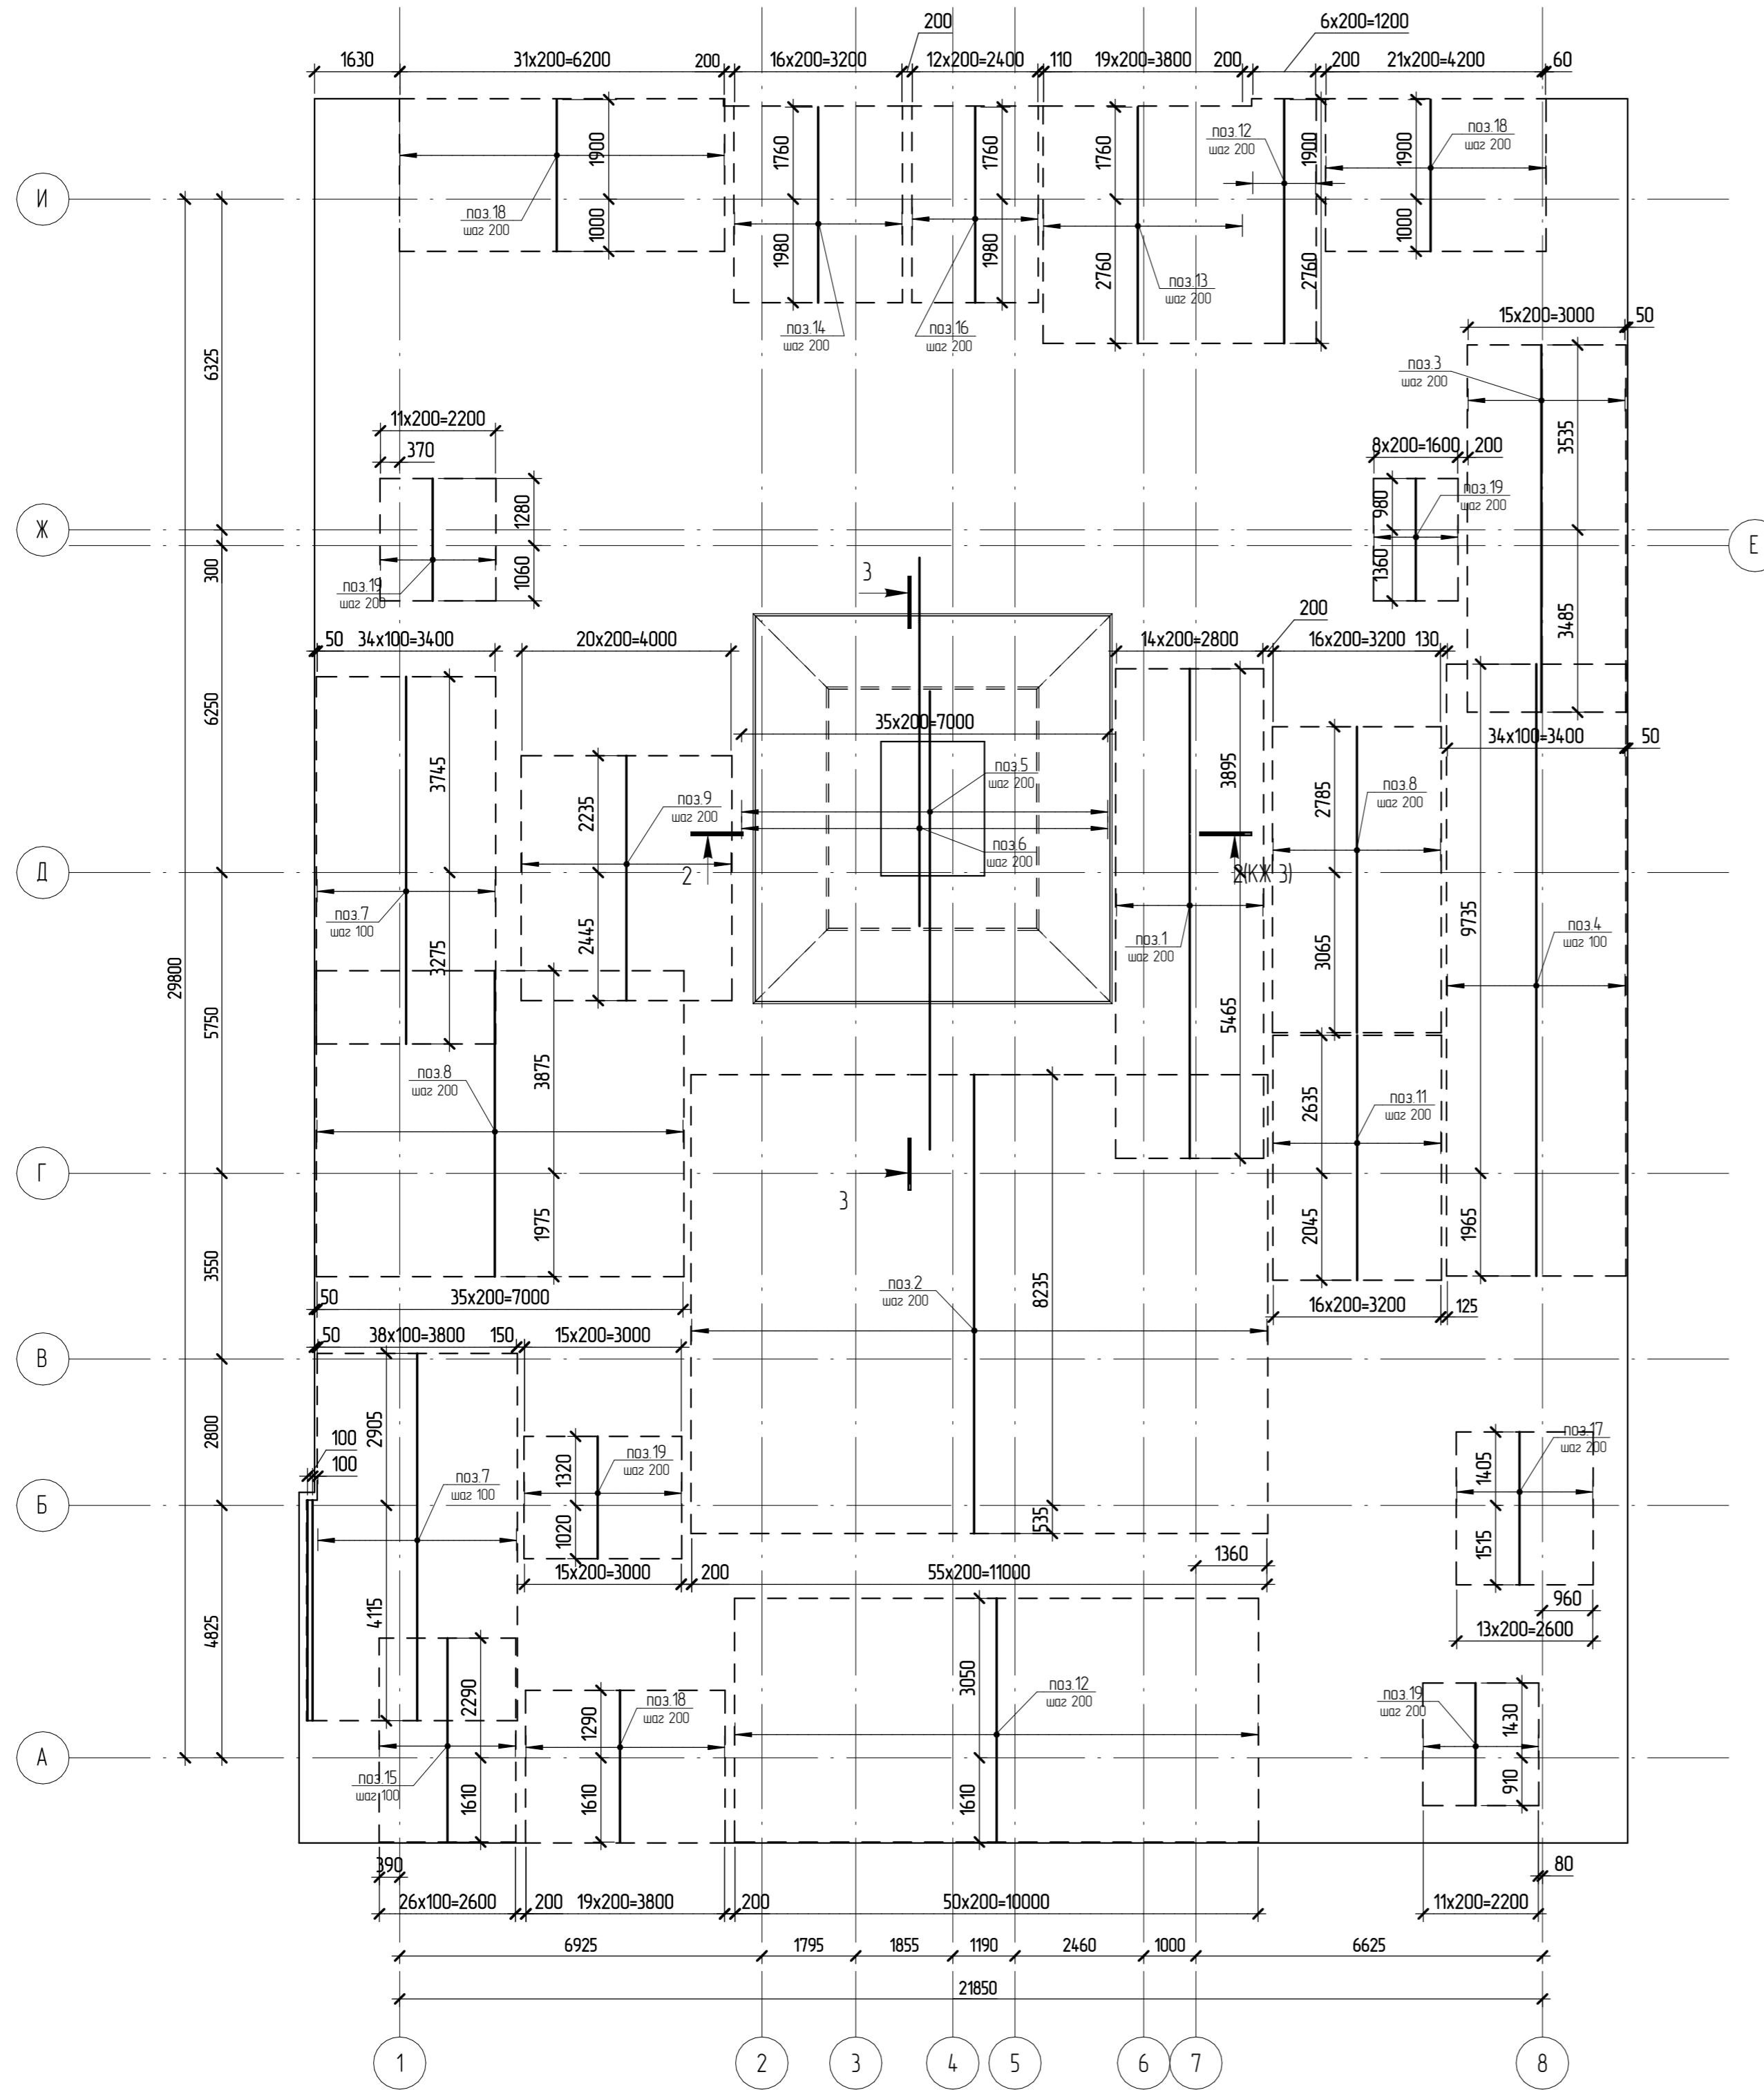 200
6x200=1200
1630
31x200=6200
200
16x200=3200
12x200=2400
110
19x200=3800
200
200
21x200=4200
60
1900
1760
1760
1760
поз.12
шаг 200
1900
1900
поз.18
шаг 200
И
поз.18
шаг 200
1000
1980
1980
2760
поз.13
шаг 200
2760
1000
поз.14
шаг 200
поз.16
шаг 200
15x200=3000
50
6325
поз.3
шаг 200
11x200=2200
370
8x200=1600
200
3535
1280
980
поз.19
шаг 200
Ж
Е
300
поз.19
шаг 200
1060
3
1360
3485
200
50
34x100=3400
20x200=4000
14x200=2800
16x200=3200
130
6250
35x200=7000
34x100=3400
50
3745
2235
поз.9
шаг 200
поз.5
шаг 200
3895
2785
поз.8
шаг 200
поз.6
шаг 200
Д
2
2(КЖ 3)
9735
поз.7
шаг 100
3275
2445
поз.1
шаг 200
3065
поз.4
шаг 100
29800
5750
5465
поз.8
шаг 200
3875
2635
поз.11
шаг 200
Г
3
3550
1975
2045
1965
поз.2
шаг 200
8235
50
35x200=7000
16x200=3200
125
50
38x100=3800
150
15x200=3000
В
2800
2905
100
100
1320
поз.19
шаг 200
1405
поз.17
шаг 200
поз.7
шаг 100
Б
1020
535
1515
1360
15x200=3000
200
55x200=11000
960
4825
4115
13x200=2600
2290
1290
поз.18
шаг 200
3050
поз.12
шаг 200
поз.19
шаг 200
1430
А
поз.15
шаг 100
1610
1610
1610
910
390
80
26x100=2600
200
19x200=3800
200
50x200=10000
11x200=2200
6925
1795
1855
1190
2460
1000
6625
21850
1
2
3
4
5
6
7
8